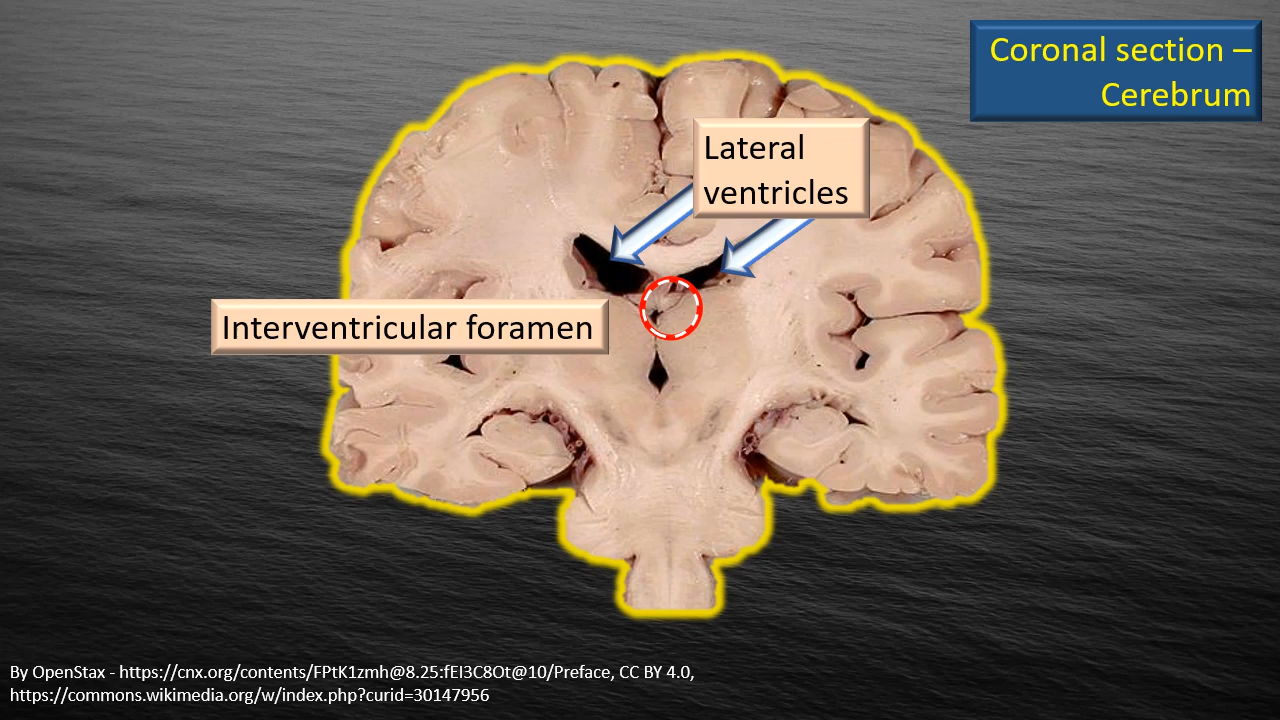 Coronal section –
Cerebrum
Lateral
ventricles
Interventricular foramen
By OpenStax - https://cnx.org/contents/FPtK1zmh@8.25:fEI3C8Ot@10/Preface, CC BY 4.0,
https://commons.wikimedia.org/w/index.php?curid=30147956